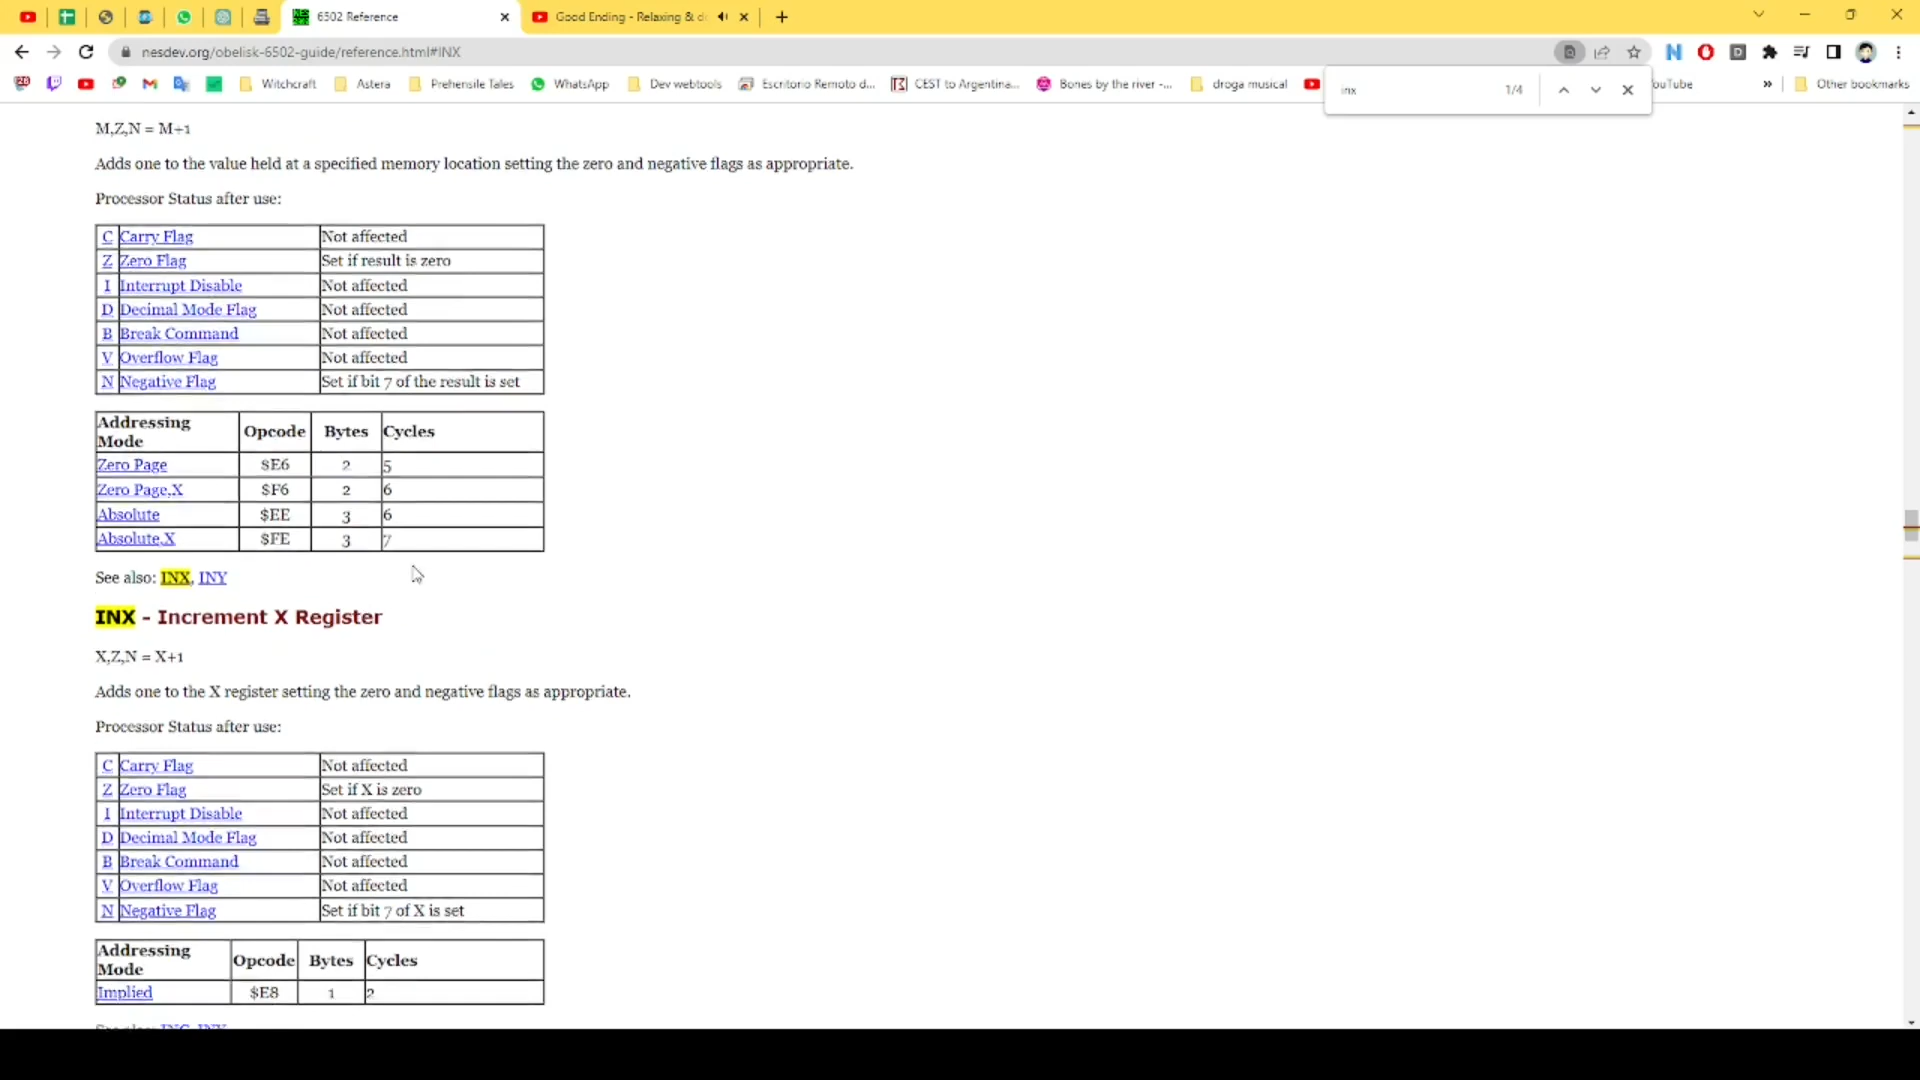 6502 Reference
Good Ending - Relaxing & d
nesdev.org/obelisk-6502-guide/reference.html#INX
Witchcraft
Astera
Prehensile Tales
WhatsApp
Dev webtools
Escritorio Remoto d...
CEST to Argentina...
Bones by the river -...
droga musical
ouTube
»
Other bookmarks
inx
1/4
M,Z,N = M+1
Adds one to the value held at a specified memory location setting the zero and negative flags as appropriate.
Processor Status after use:
C Carry Flag Not affected
Z Zero Flag Set if result is zero
I Interrupt Disable Not affected
D Decimal Mode Flag Not affected
B Break Command Not affected
V Overflow Flag Not affected
N Negative Flag Set if bit 7 of the result is set
Addressing Mode Opcode Bytes Cycles
Zero Page $E6 2 5
Zero Page,X $F6 2 6
Absolute $EE 3 6
Absolute,X $FE 3 7
See also: INX, INY
INX - Increment X Register
X,Z,N = X+1
Adds one to the X register setting the zero and negative flags as appropriate.
Processor Status after use:
C Carry Flag Not affected
Z Zero Flag Set if X is zero
I Interrupt Disable Not affected
D Decimal Mode Flag Not affected
B Break Command Not affected
V Overflow Flag Not affected
N Negative Flag Set if bit 7 of X is set
Addressing Mode Opcode Bytes Cycles
Implied $E8 1 2